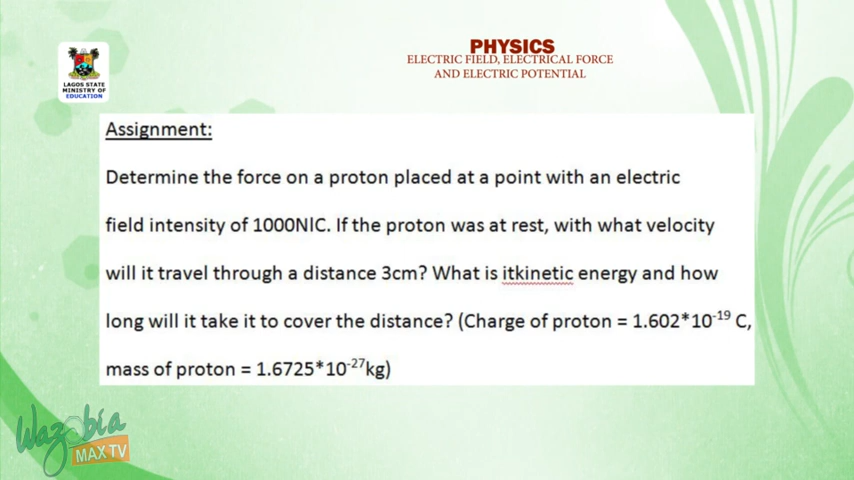 PHYSICS
ELECTRIC FIELD, ELECTRICAL FORCE
AND ELECTRIC POTENTIAL
LAGOS STATE
MINISTRY OF
EDUCATION
Assignment:
Determine the force on a proton placed at a point with an electric
field intensity of 1000NlC. If the proton was at rest, with what velocity
will it travel through a distance 3cm? What is itkinetic energy and how
long will it take it to cover the distance? (Charge of proton = 1.602*10⁻¹⁹ C,
mass of proton = 1.6725*10⁻²⁷kg)
Wazobia
MAX TV